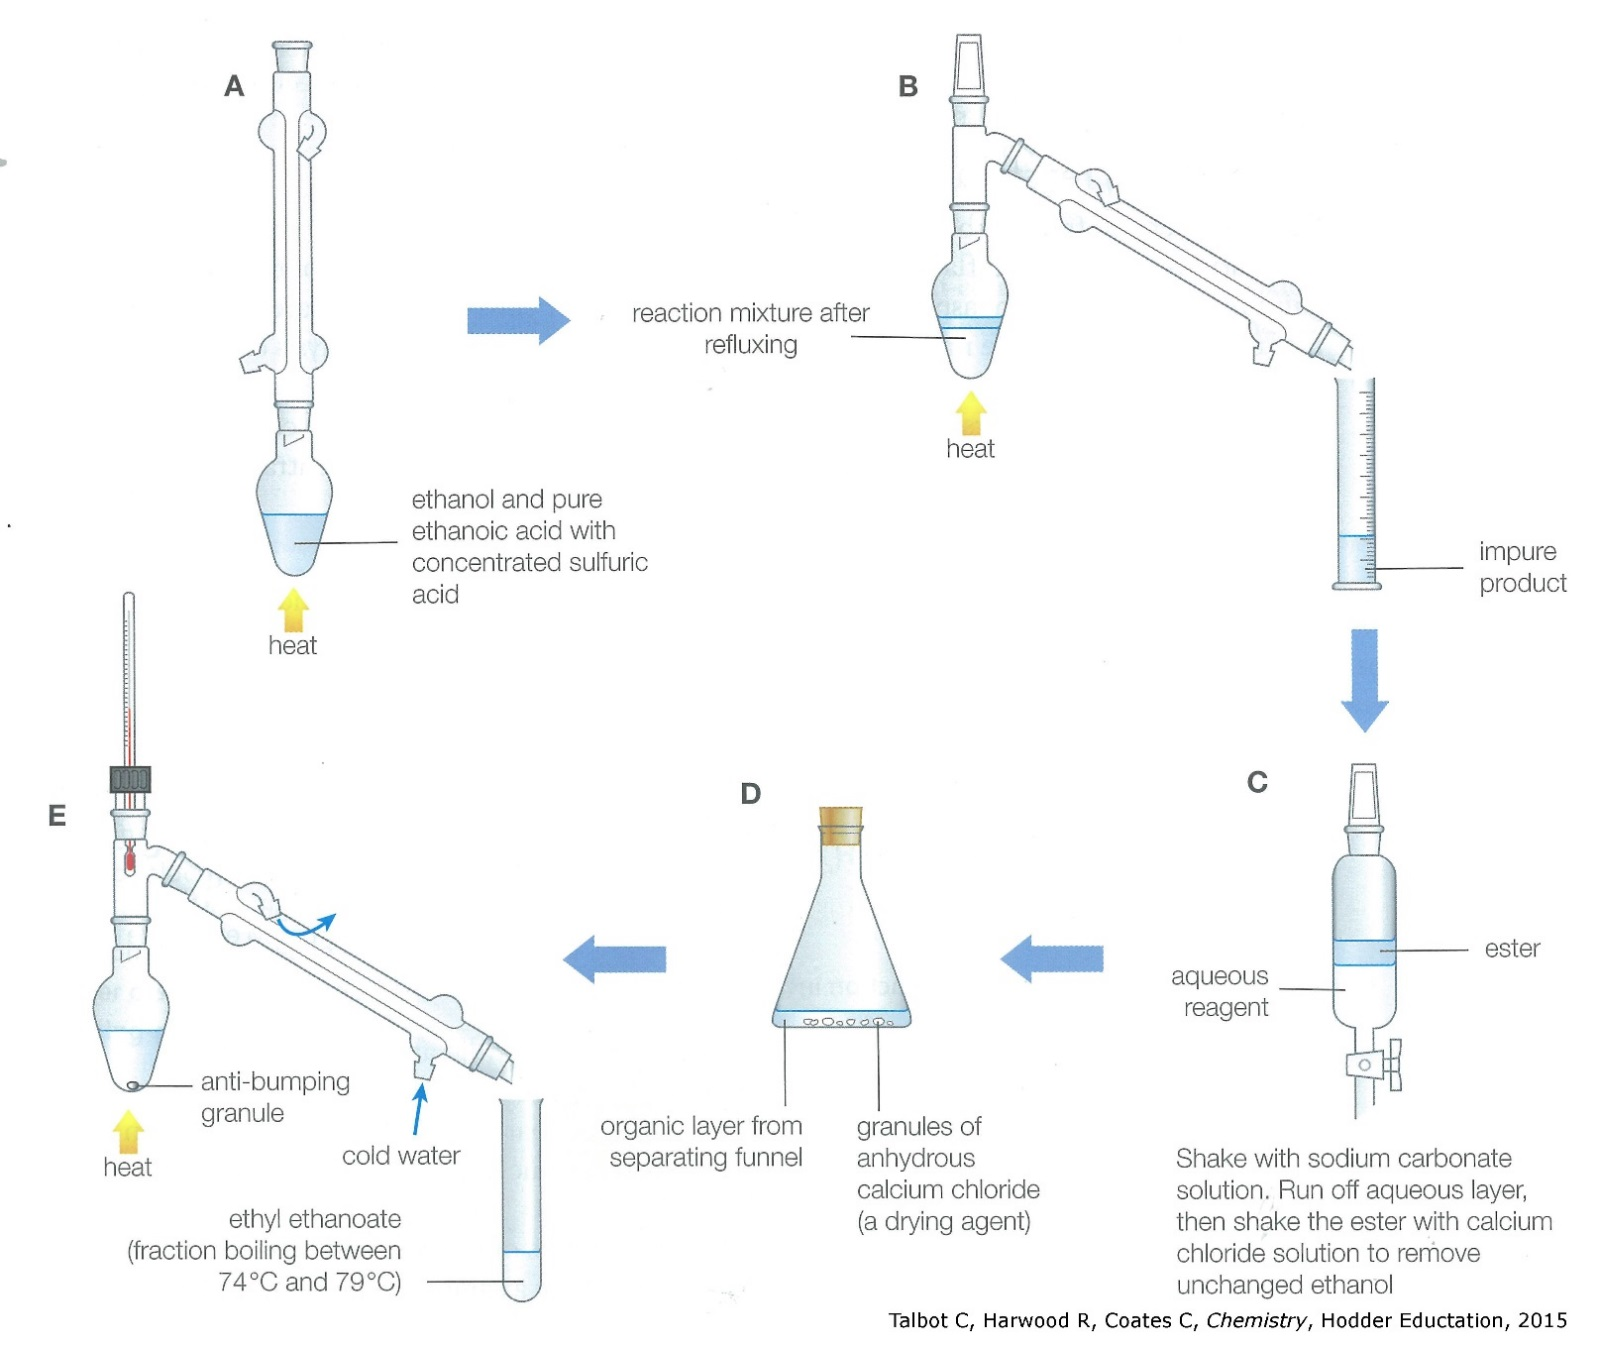 A
ethanol and pure
ethanoic acid with
concentrated sulfuric
acid
heat
B
reaction mixture after
refluxing
heat
impure
product
C
ester
aqueous
reagent
Shake with sodium carbonate
solution. Run off aqueous layer,
then shake the ester with calcium
chloride solution to remove
unchanged ethanol
D
organic layer from
separating funnel
granules of
anhydrous
calcium chloride
(a drying agent)
E
anti-bumping
granule
heat
cold water
ethyl ethanoate
(fraction boiling between
74°C and 79°C)
Talbot C, Harwood R, Coates C, Chemistry, Hodder Eductation, 2015